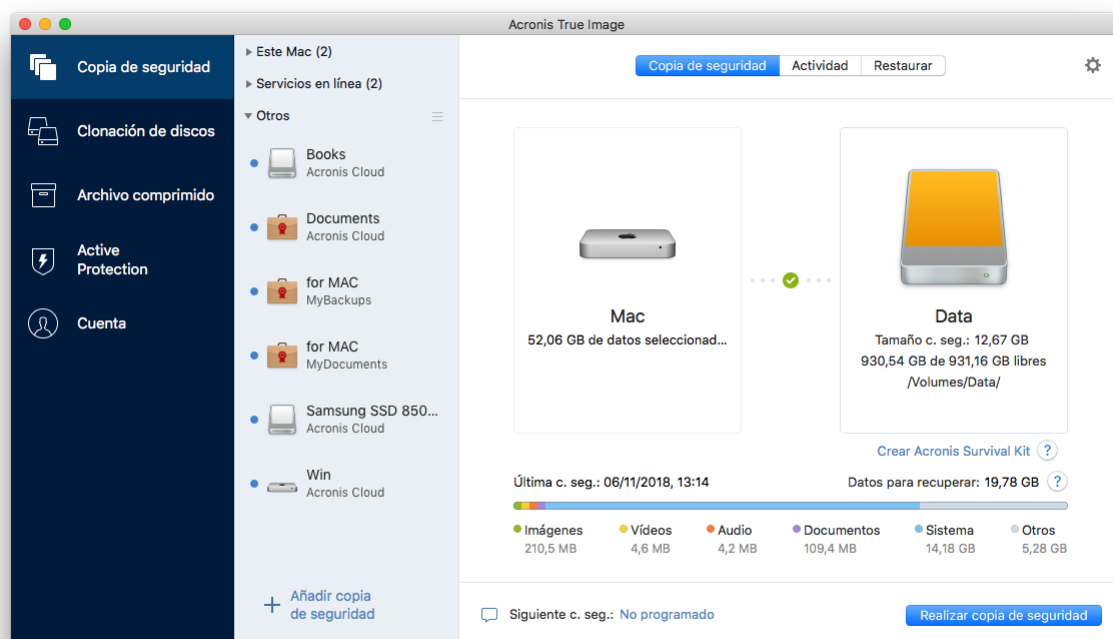 Acronis True Image
Copia de seguridad
Clonación de discos
Archivo comprimido
Active
Protection
Cuenta
Este Mac (2)
Servicios en línea (2)
Otros
Books
Acronis Cloud
Documents
Acronis Cloud
for MAC
MyBackups
for MAC
MyDocuments
Samsung SSD 850...
Acronis Cloud
Win
Acronis Cloud
Añadir copia
de seguridad
Copia de seguridad Actividad Restaurar
Mac
52,06 GB de datos seleccionad...
Data
Tamaño c. seg.: 12,67 GB
930,54 GB de 931,16 GB libres
/Volumes/Data/
Crear Acronis Survival Kit ?
Última c. seg.: 06/11/2018, 13:14 Datos para recuperar: 19,78 GB ?
Imágenes Vídeos Audio Documentos Sistema Otros
210,5 MB 4,6 MB 4,2 MB 109,4 MB 14,18 GB 5,28 GB
Siguiente c. seg.: No programado Realizar copia de seguridad